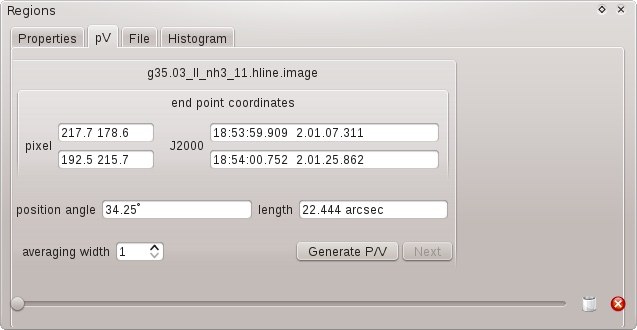 Regions
Properties pV File Histogram
g35.03_II_nh3_11.hline.image
end point coordinates
pixel 217.7 178.6 J2000 18:53:59.909 2.01.07.311
192.5 215.7 18:54:00.752 2.01.25.862
position angle 34.25° length 22.444 arcsec
averaging width 1 Generate P/V Next